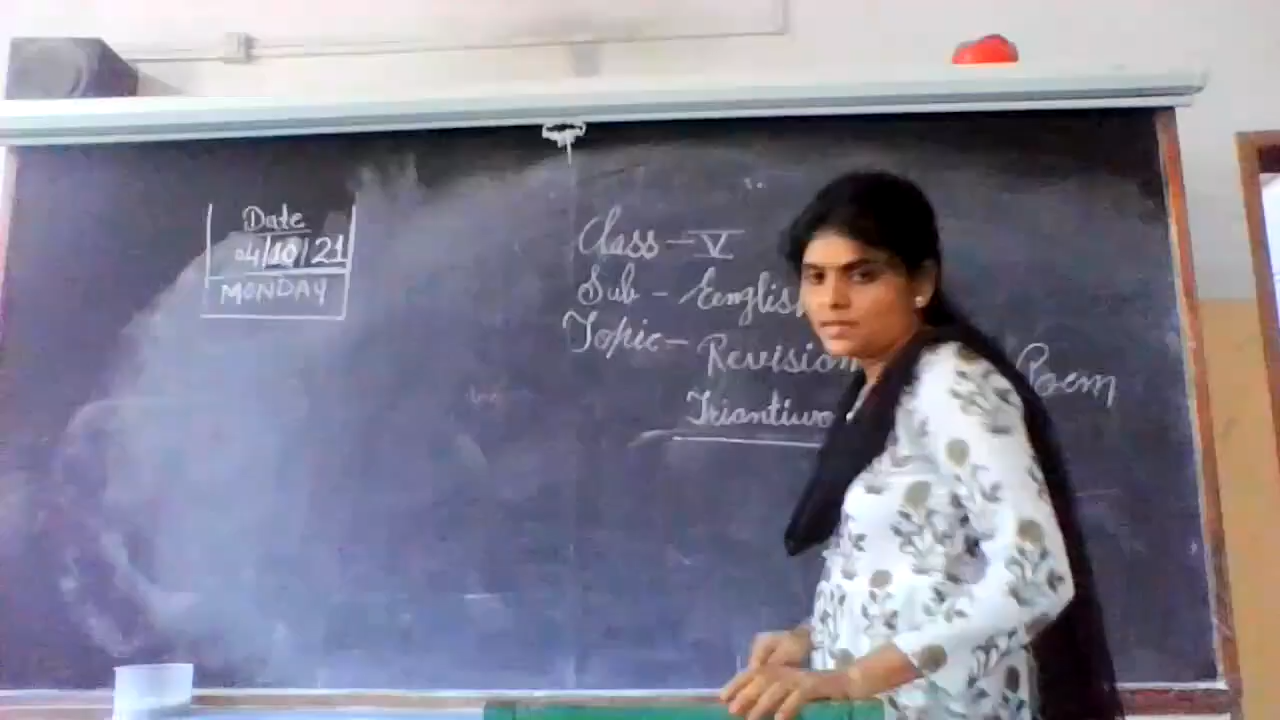 Date
04/10/21
MONDAY
Class - V
Sub - English
Topic - Revision Poem